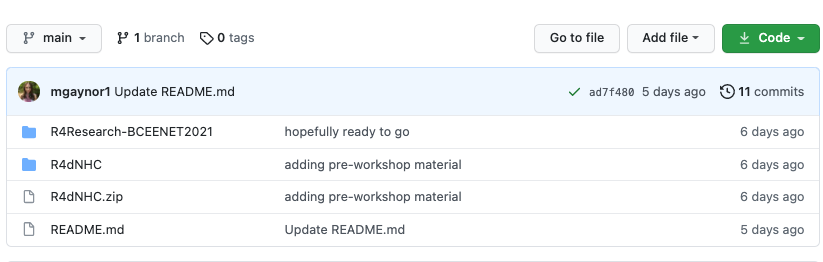 main 1 branch 0 tags Go to file Add file Code
mgaynor1 Update README.md ad7f480 5 days ago 11 commits
R4Research-BCEENET2021 hopefully ready to go 6 days ago
R4dNHC adding pre-workshop material 6 days ago
R4dNHC.zip adding pre-workshop material 6 days ago
README.md Update README.md 5 days ago